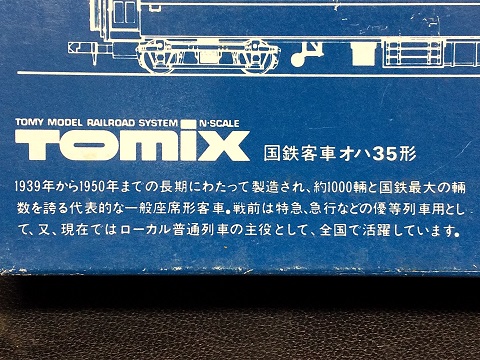 TOMY MODEL RAILROAD SYSTEM N-SCALE
TOMIX 国鉄客車オハ35形
1939年から1950年までの長期にわたって製造され、約1000輛と国鉄最大の輛
数を誇る代表的な一般座席形客車。戦前は特急、急行などの優等列車用とし
て、又、現在ではローカル普通列車の主役として、全国で活躍しています。